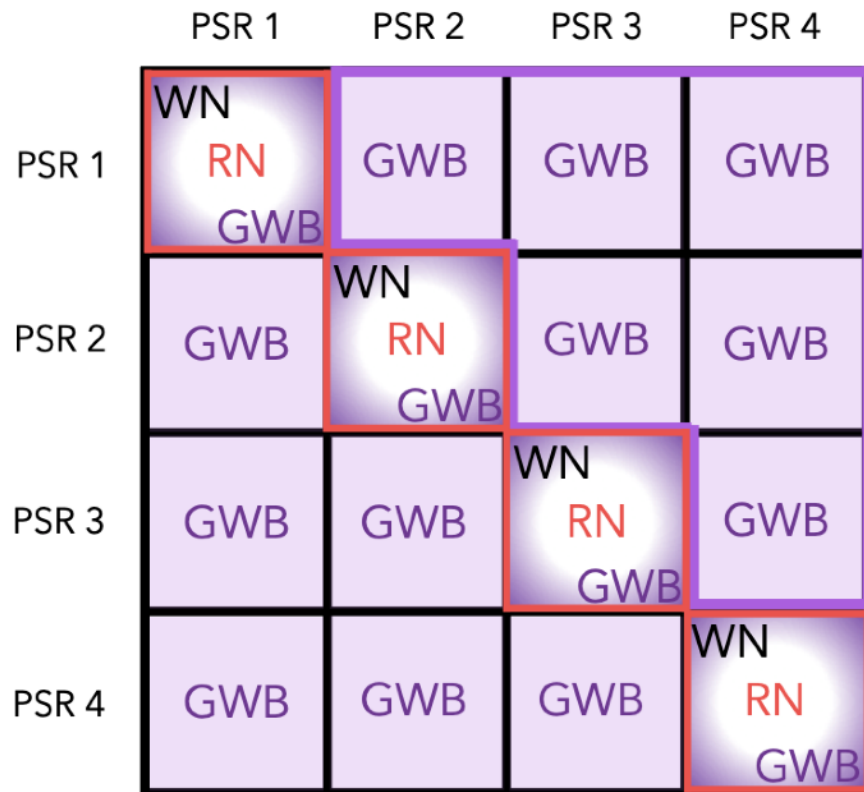 PSR 1 PSR 2 PSR 3 PSR 4
PSR 1 WN RN GWB GWB GWB GWB
PSR 2 GWB WN RN GWB GWB GWB
PSR 3 GWB GWB WN RN GWB GWB
PSR 4 GWB GWB GWB WN RN GWB